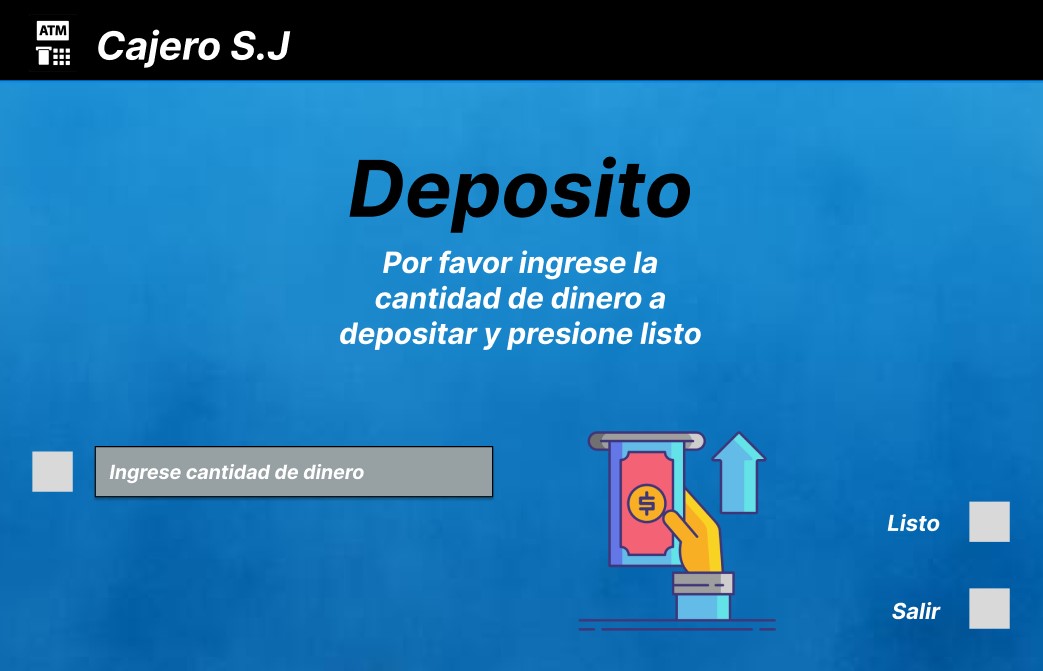 ATM
Cajero S.J
Deposito
Por favor ingrese la
cantidad de dinero a
depositar y presione listo
Ingrese cantidad de dinero
$
Listo
Salir